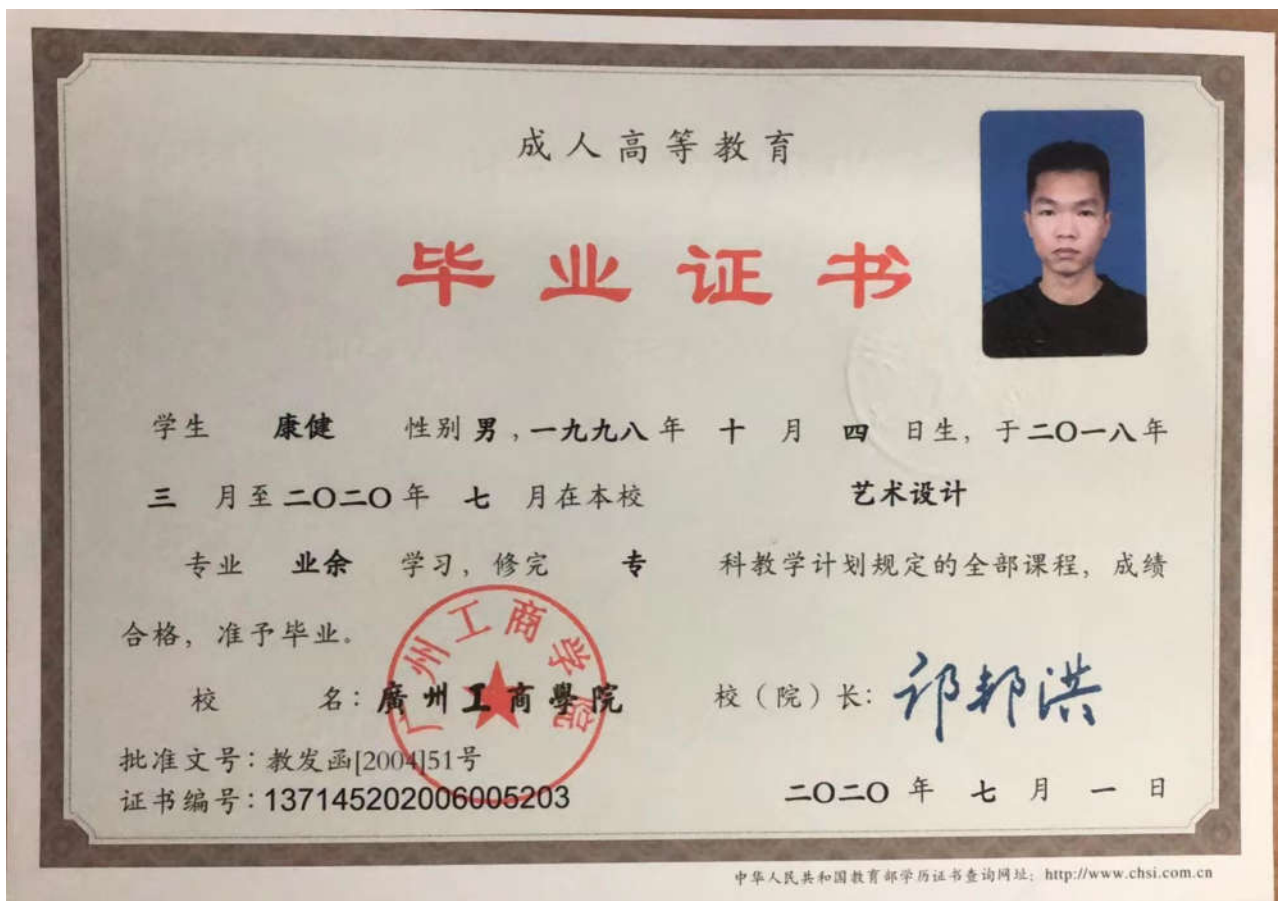 成人高等教育
毕业证书
学生 康健 性别 男，一九九八年 十 月 四 日生，于二〇一八年
三 月至二〇二〇年 七 月在本校 艺术设计
专业 业余 学习，修完 专 科教学计划规定的全部课程，成绩
合格，准予毕业。
广州工商学院
校 名：廣州工商學院 校（院）长：邝邦洪
批准文号：教发函[2004]51号
证书编号：137145202006005203 二〇二〇 年 七 月 一 日
中华人民共和国教育部学历证书查询网址：http://www.chsi.com.cn